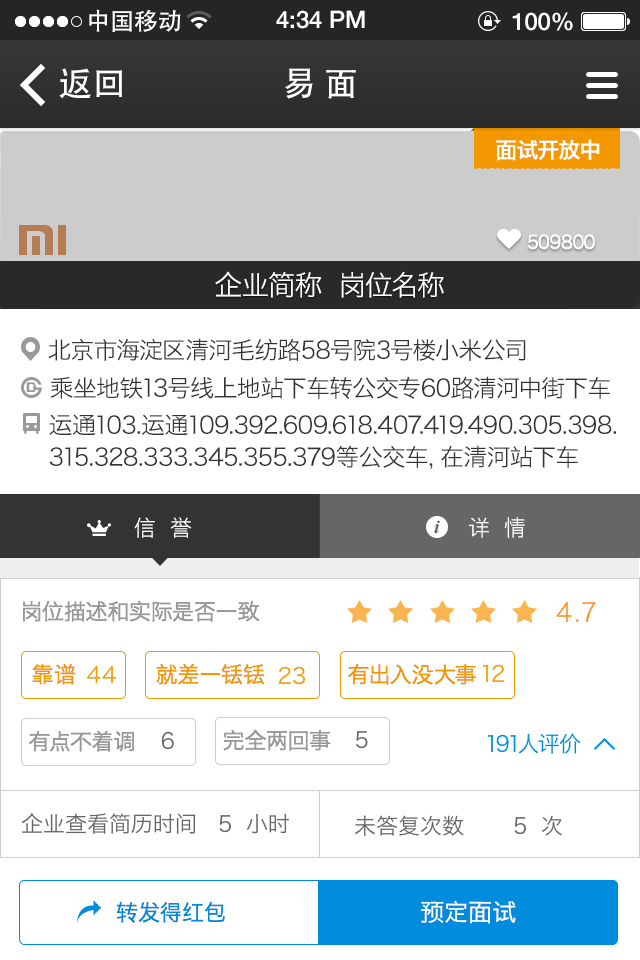 中国移动 4:34 PM 100%
返回 易面
面试开放中
509800
企业简称 岗位名称
北京市海淀区清河毛纺路58号院3号楼小米公司
乘坐地铁13号线上地站下车转公交专60路清河中街下车
运通103.运通109.392.609.618.407.419.490.305.398.
315.328.333.345.355.379等公交车, 在清河站下车
信誉 详情
岗位描述和实际是否一致 4.7
靠谱 44 就差一铥铥 23 有出入没大事 12
有点不着调 6 完全两回事 5 191人评价
企业查看简历时间 5 小时 未答复次数 5 次
转发得红包 预定面试